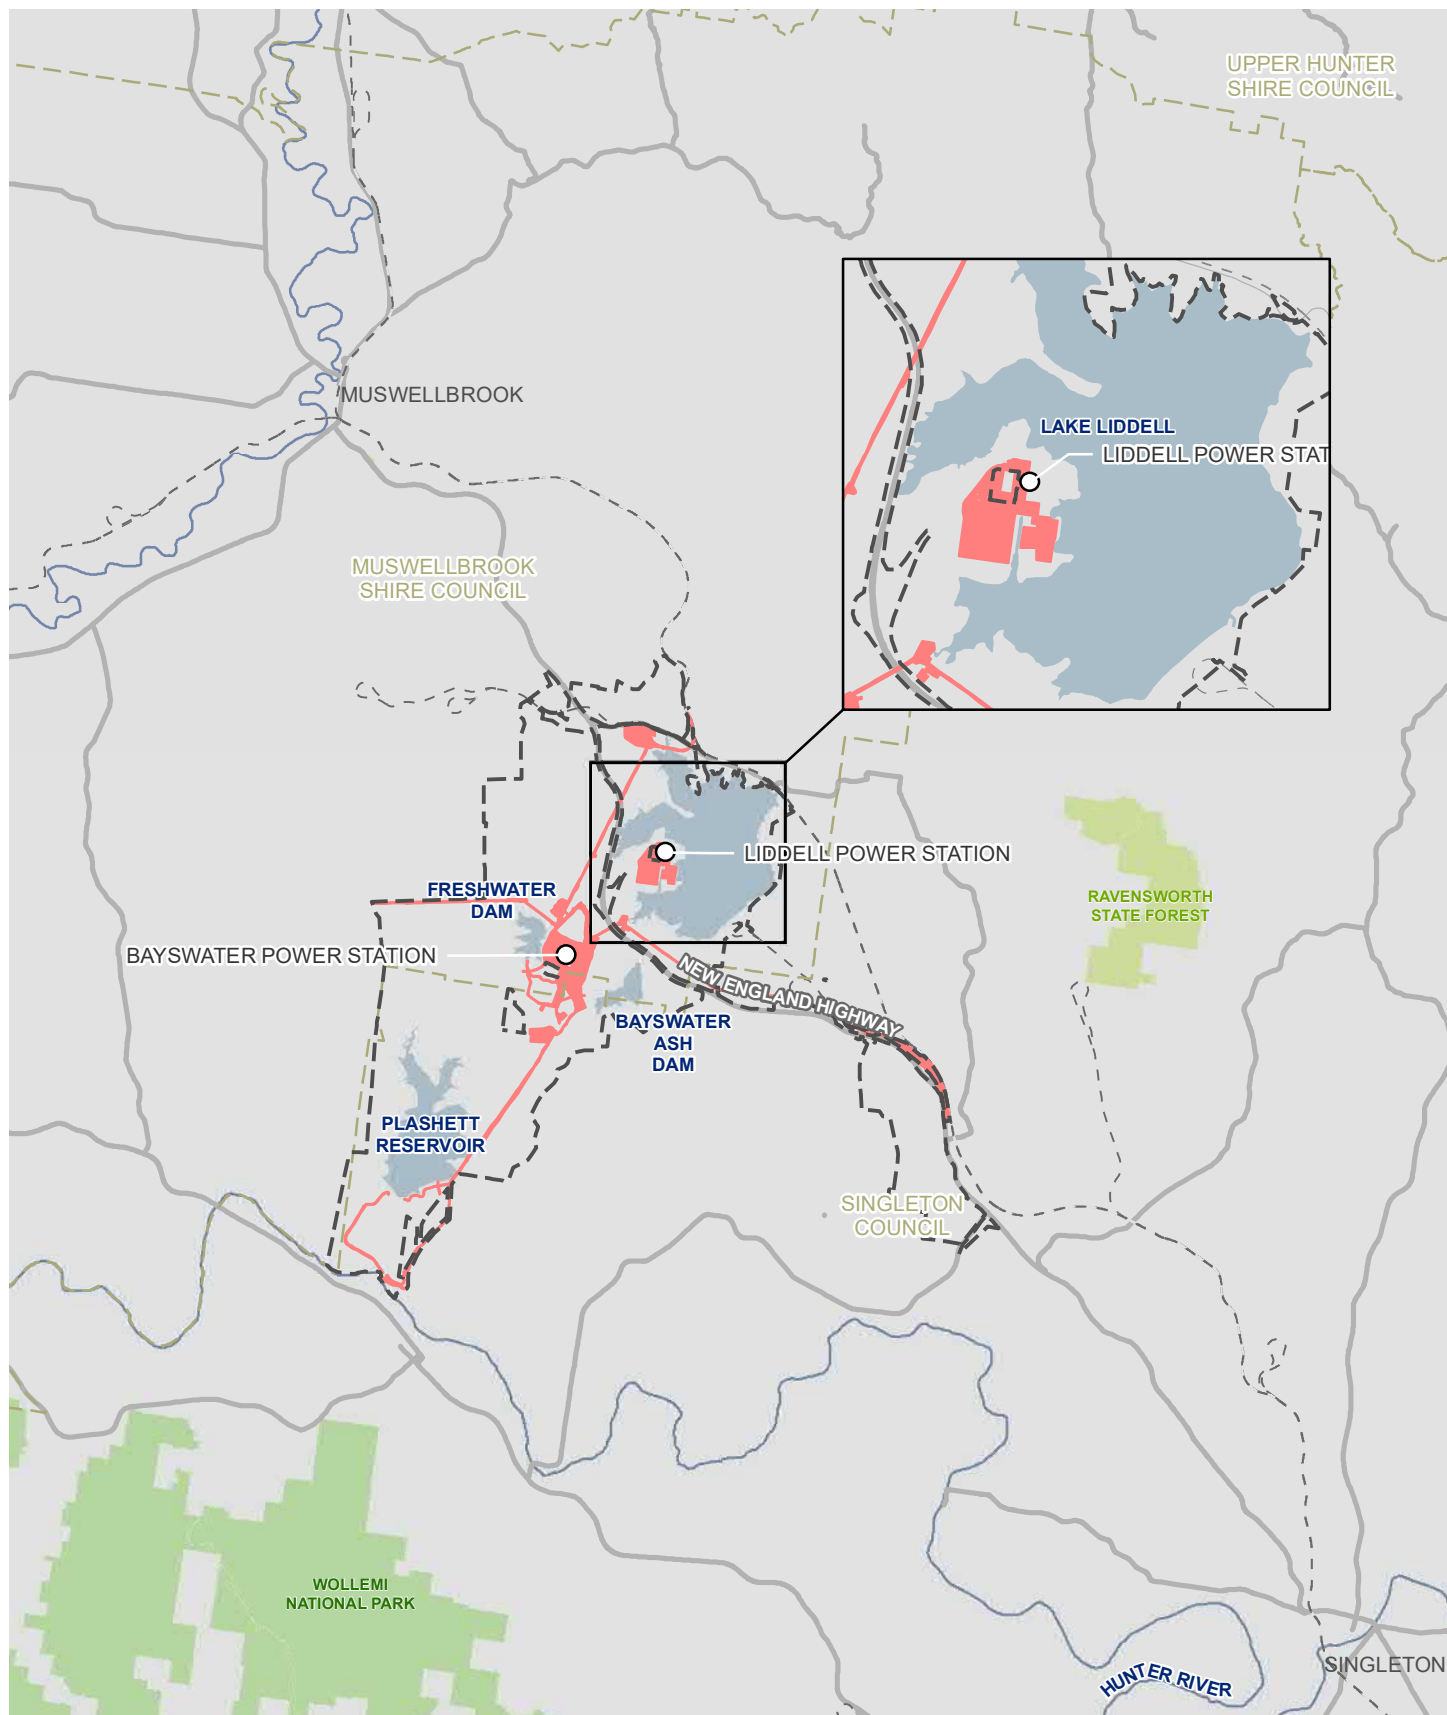 UPPER HUNTER
SHIRE COUNCIL
MUSWELLBROOK
LAKE LIDDELL
LIDDELL POWER STAT
MUSWELLBROOK
SHIRE COUNCIL
LIDDELL POWER STATION
FRESHWATER
DAM
RAVENSWORTH
STATE FOREST
BAYSWATER POWER STATION
NEW ENGLAND HIGHWAY
BAYSWATER
ASH
DAM
PLASHETT
RESERVOIR
SINGLETON
COUNCIL
WOLLEMI
NATIONAL PARK
SINGLETON
HUNTER RIVER